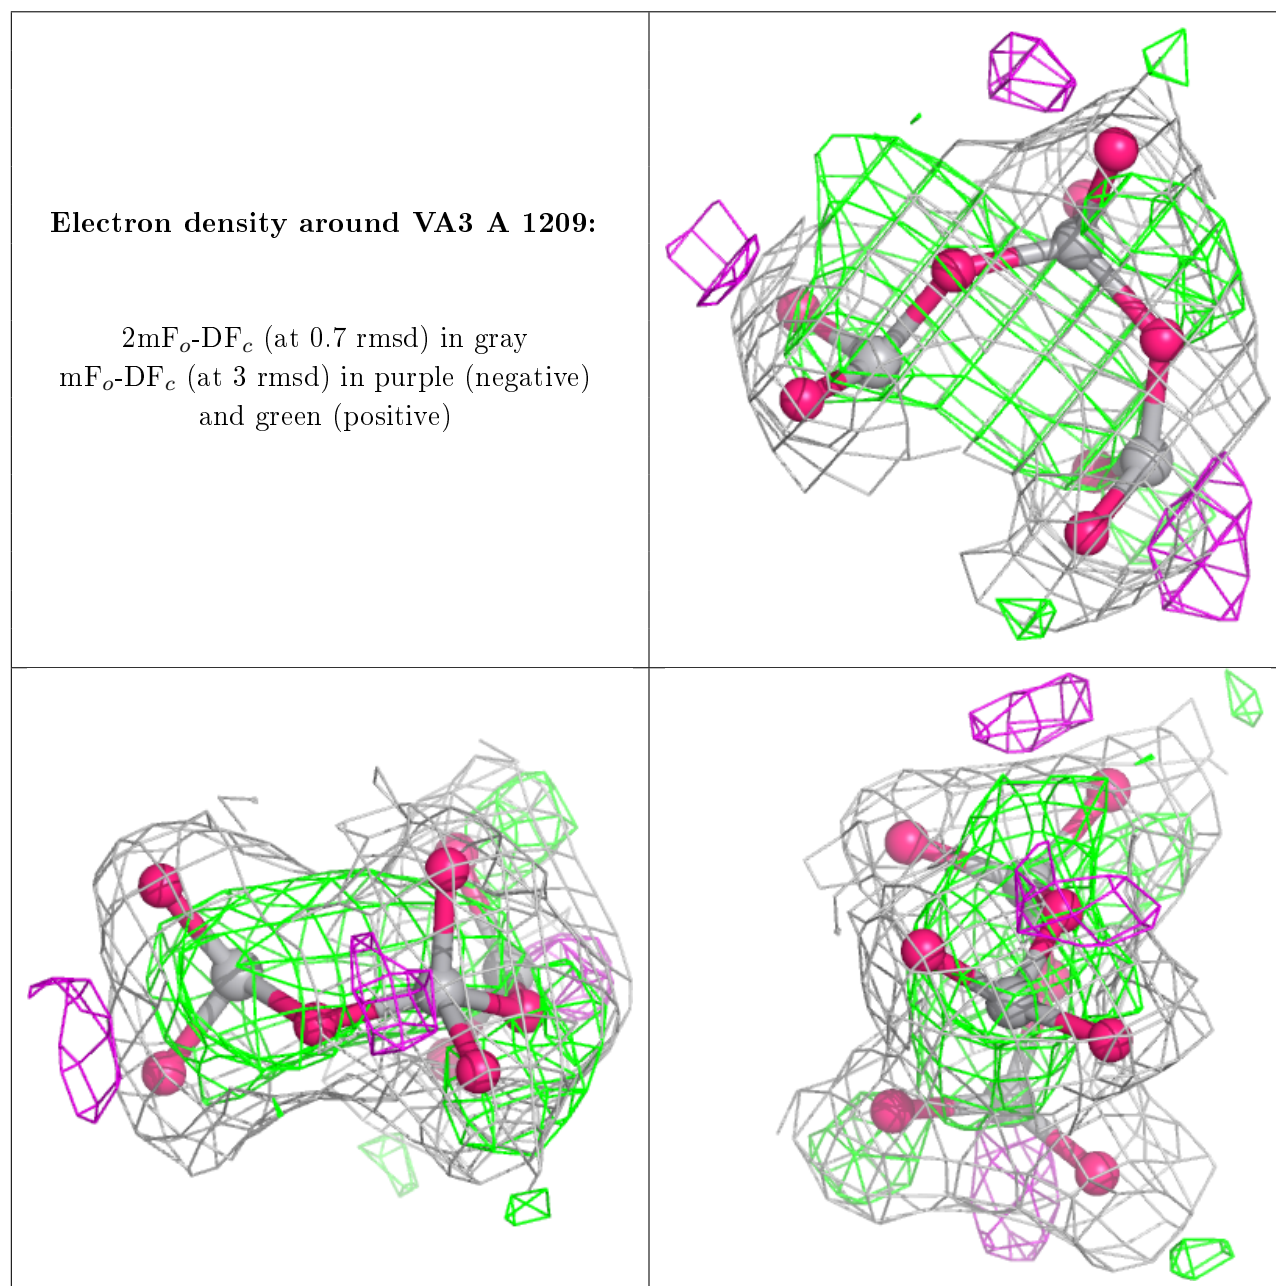 Electron density around VA3 A 1209:
2mFₒ-DF𝒸 (at 0.7 rmsd) in gray
mFₒ-DF𝒸 (at 3 rmsd) in purple (negative)
and green (positive)